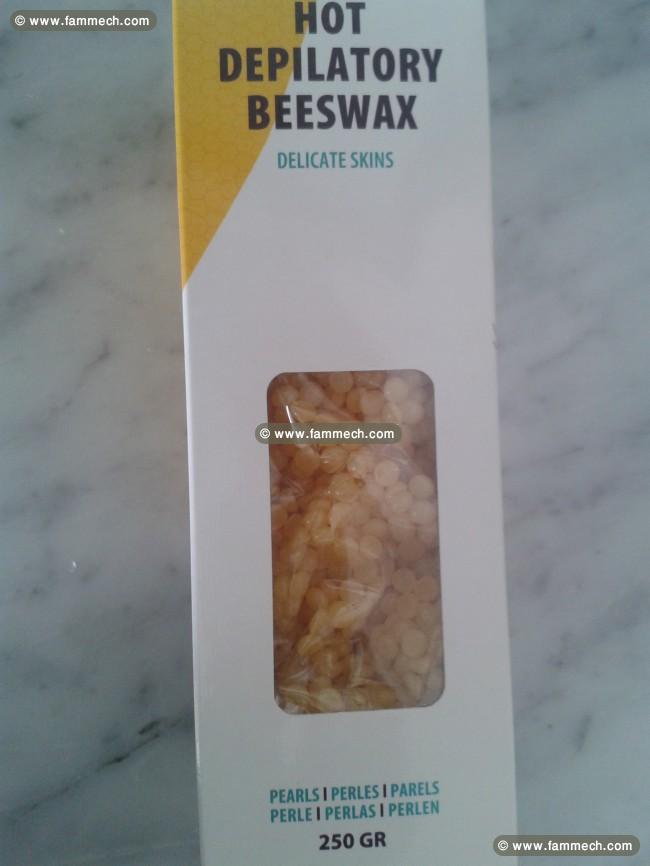 © www.fammech.com
HOT
DEPILATORY
BEESWAX
DELICATE SKINS
© www.fammech.com
PEARLS I PERLES I PARELS
PERLE I PERLAS I PERLEN
250 GR
© www.fammech.com